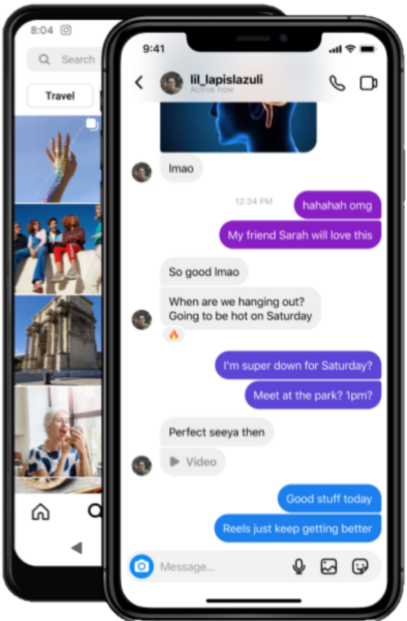 8:04
Search
Travel
9:41
lil_lapislazuli
Active now
lmao
12:34 PM
hahahah omg
My friend Sarah will love this
So good lmao
When are we hanging out?
Going to be hot on Saturday
I'm super down for Saturday?
Meet at the park? 1pm?
Perfect seeya then
Video
Good stuff today
Reels just keep getting better
Message...